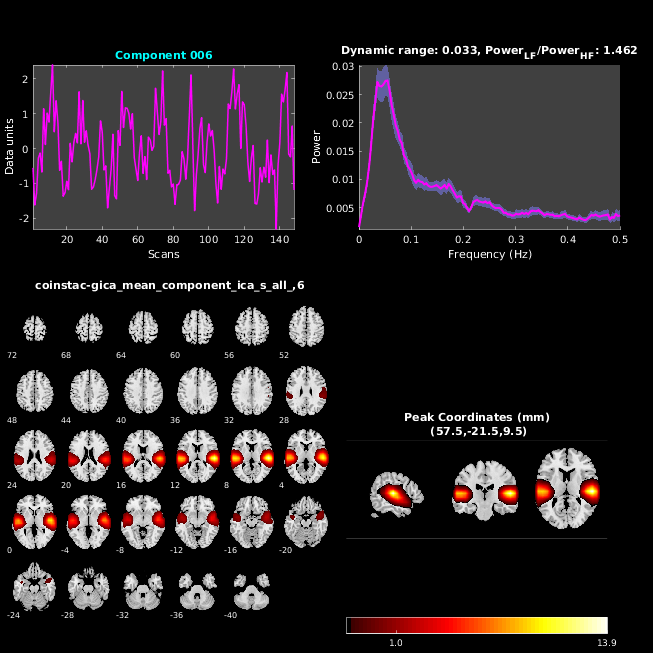 Component 006
Data units
2
1
0
-1
-2
20 40 60 80 100 120 140
Scans
Dynamic range: 0.033, PowerLF/PowerHF: 1.462
Power
0.03
0.025
0.02
0.015
0.001
0.005
0 0.1 0.2 0.3 0.4 0.5
Frequency (Hz)
coinstac-gica_mean_component_ica_s_all_,6
72 68 64 60 56 52
48 44 40 36 32 28
24 20 16 12 8 4
0 -4 -8 -12 -16 -20
-24 -28 -32 -36 -40
Peak Coordinates (mm)
(57.5,-21.5,9.5)
1.0 13.9